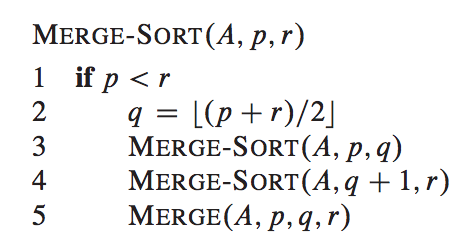 MERGE-SORT(A, p, r)
1 if p < r
2 q = ⌊(p + r)/2⌋
3 MERGE-SORT(A, p, q)
4 MERGE-SORT(A, q + 1, r)
5 MERGE(A, p, q, r)